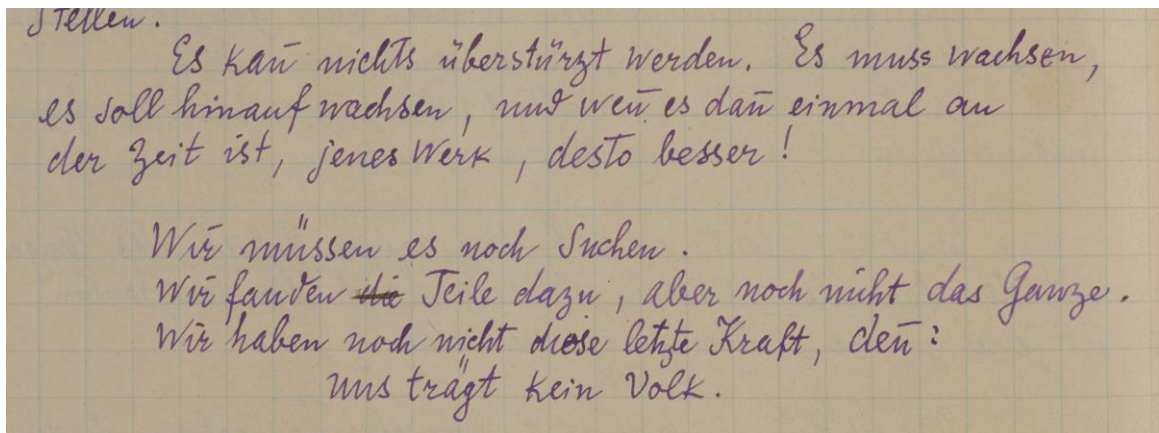 stellen.
Es kan̄ nichts überstürzt werden. Es muss wachsen,
es soll hinauf wachsen, und wen̄ es dan̄ einmal an
der Zeit ist, jenes Werk, desto besser!
Wir müssen es noch suchen.
Wir fanden die Teile dazu, aber noch nicht das Ganze.
Wir haben noch nicht diese letzte Kraft, den̄:
uns trägt kein Volk.